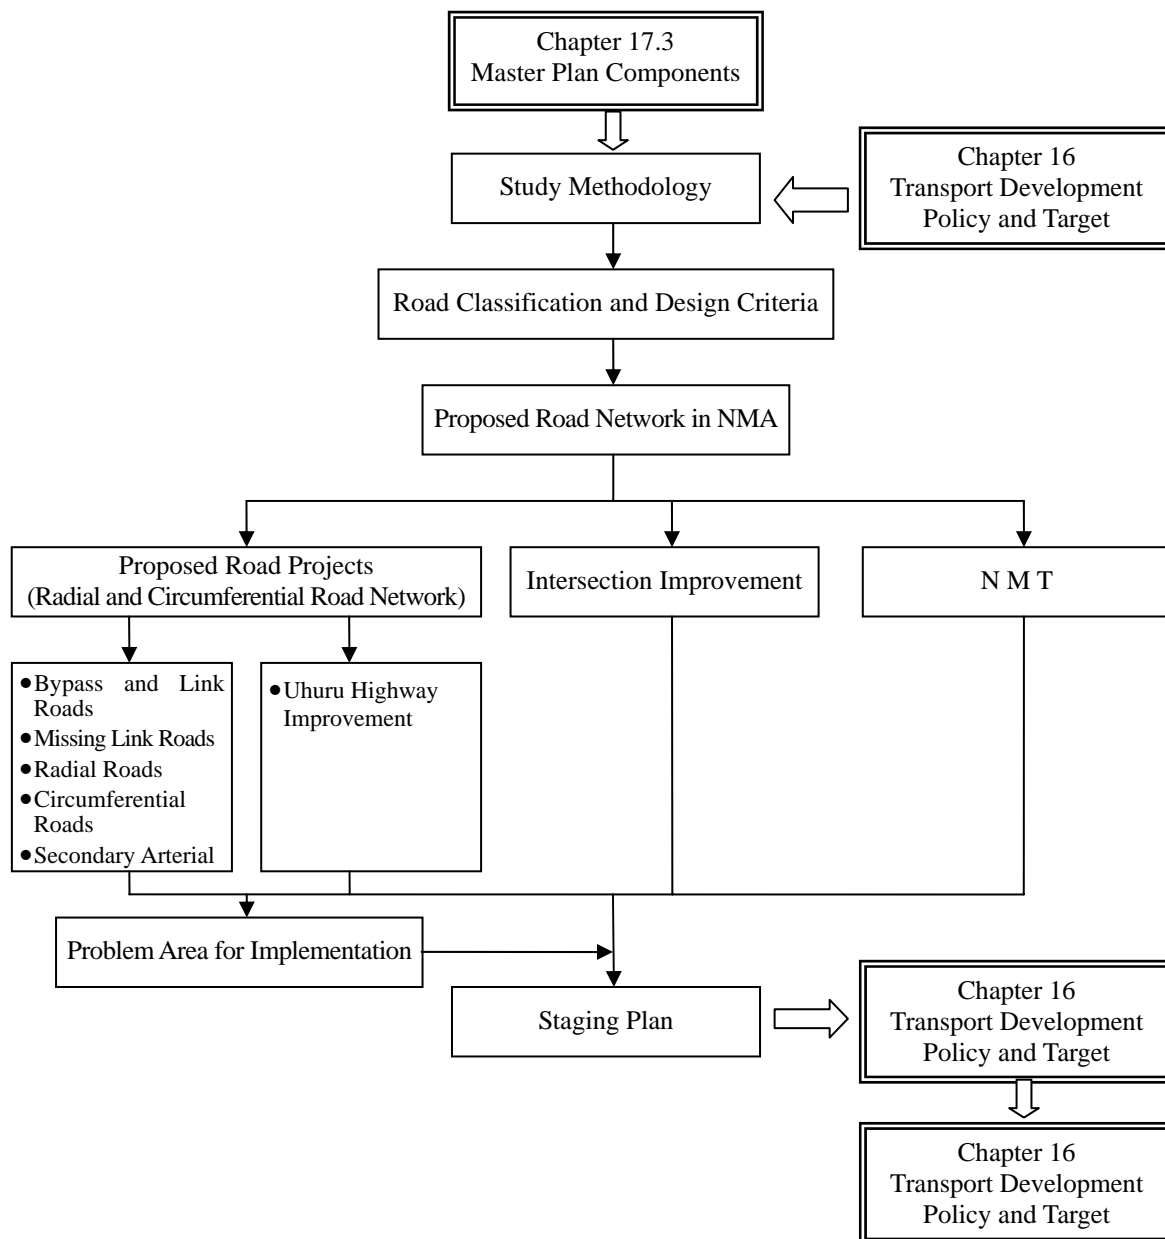 Chapter 17.3
Master Plan Components
Chapter 16
Transport Development
Policy and Target
Study Methodology
Road Classification and Design Criteria
Proposed Road Network in NMA
Proposed Road Projects
(Radial and Circumferential Road Network)
Intersection Improvement
N M T
●Bypass and Link
Roads
●Missing Link Roads
●Radial Roads
●Circumferential
Roads
●Secondary Arterial
●Uhuru Highway
Improvement
Problem Area for Implementation
Staging Plan
Chapter 16
Transport Development
Policy and Target
Chapter 16
Transport Development
Policy and Target